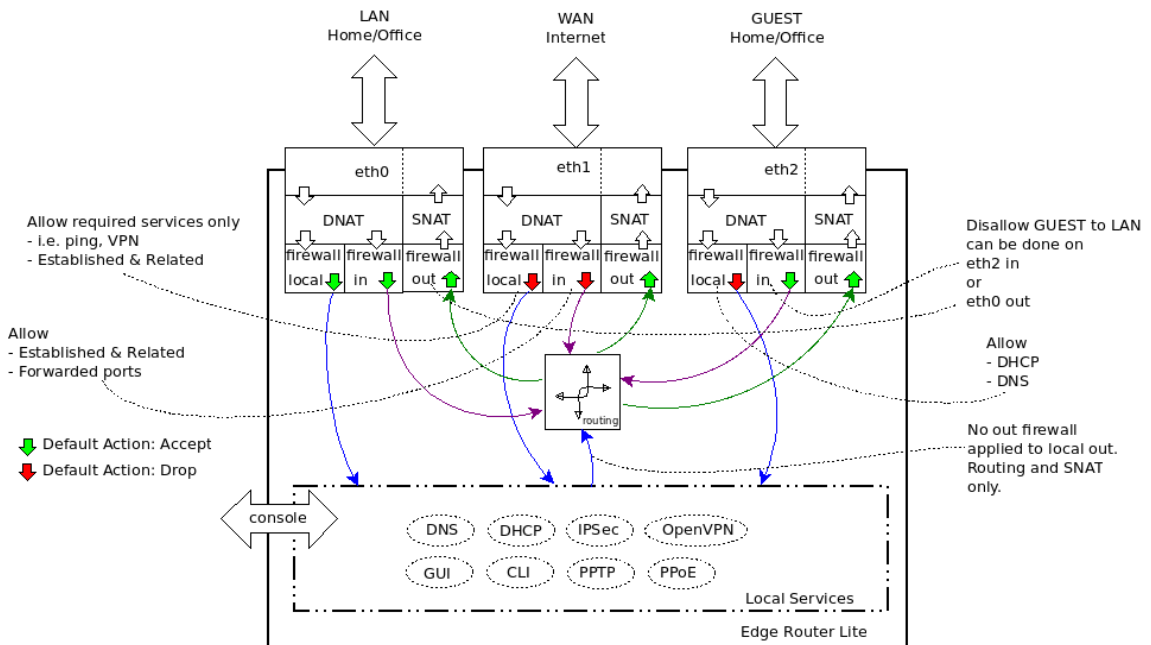 LAN
Home/Office
WAN
Internet
GUEST
Home/Office
eth0
eth1
eth2
DNAT
SNAT
DNAT
SNAT
DNAT
SNAT
firewall
local
firewall
in
firewall
out
firewall
local
firewall
in
firewall
out
firewall
local
firewall
in
firewall
out
Allow required services only
- i.e. ping, VPN
- Established & Related
Disallow GUEST to LAN
can be done on
eth2 in
or
eth0 out
Allow
- Established & Related
- Forwarded ports
Allow
- DHCP
- DNS
routing
No out firewall
applied to local out.
Routing and SNAT
only.
Default Action: Accept
Default Action: Drop
console
DNS
DHCP
IPSec
OpenVPN
GUI
CLI
PPTP
PPoE
Local Services
Edge Router Lite